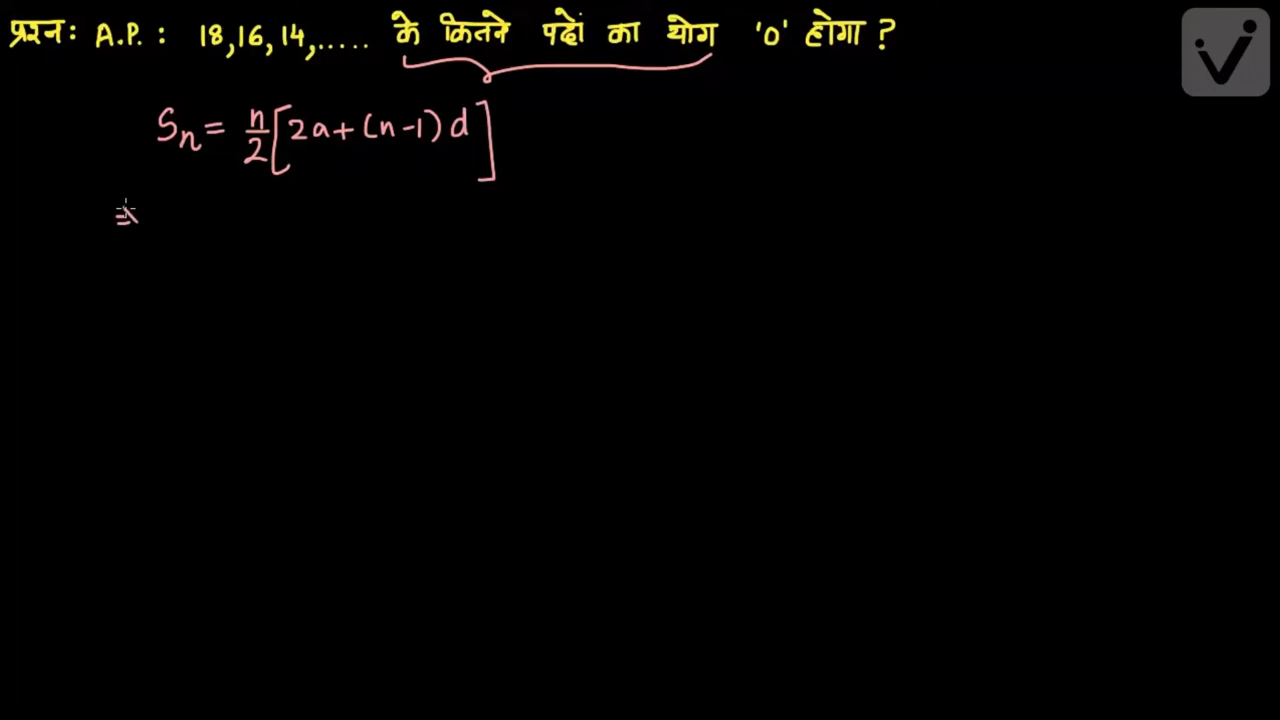 प्रश्नः A.P. : 18,16,14,..... के कितने पदों का योग '0' होगा ?
Sn = n/2 [2a+(n-1)d]
⇒